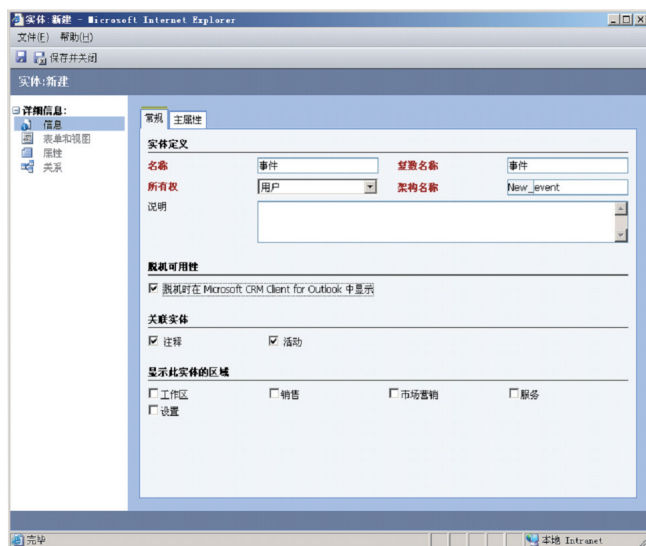 实体:新建 - Microsoft Internet Explorer
文件(F) 帮助(H)
保存并关闭
实体:新建
详细信息:
信息
表单和视图
属性
关系
常规 主属性
实体定义
名称 事件 复数名称 事件
所有权 用户 架构名称 New_event
说明
脱机可用性
脱机时在 Microsoft CRM Client for Outlook 中显示
关联实体
注释 活动
显示此实体的区域
工作区 销售 市场营销 服务
设置
完毕 本地 Intranet